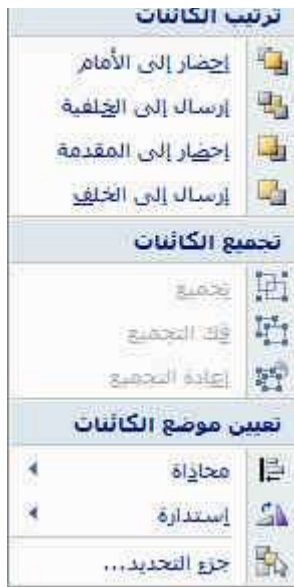 ترتيب الكائنات
إحضار إلى الأمام
إرسال إلى الخلفية
إحضار إلى المقدمة
إرسال إلى الخلف
تجميع الكائنات
تجميع
فك التجميع
إعادة التجميع
تعيين موضع الكائنات
محاذاة
إستدارة
جزء التحديد...